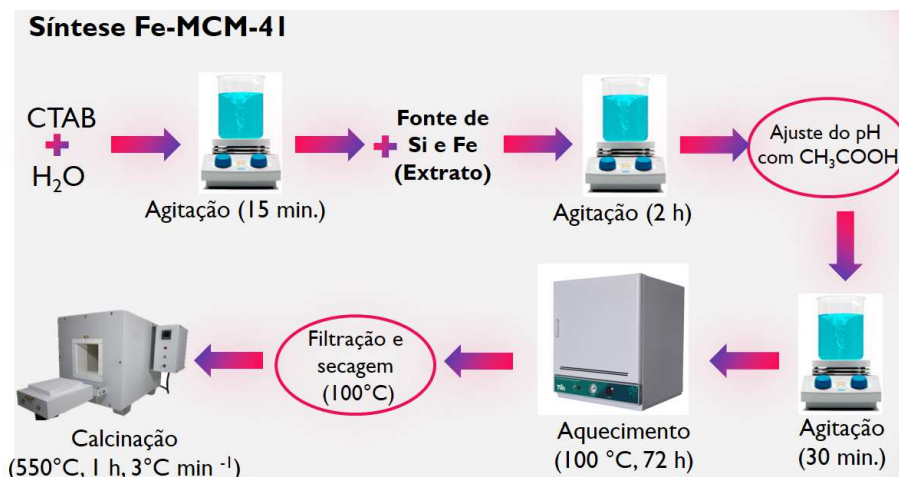 Síntese Fe-MCM-41
CTAB
+
H₂O
Agitação (15 min.)
+
Fonte de
Si e Fe
(Extrato)
Agitação (2 h)
Ajuste do pH
com CH₃COOH
Agitação
(30 min.)
Aquecimento
(100 °C, 72 h)
Filtração e
secagem
(100°C)
Calcinação
(550°C, 1 h, 3°C min ⁻¹)